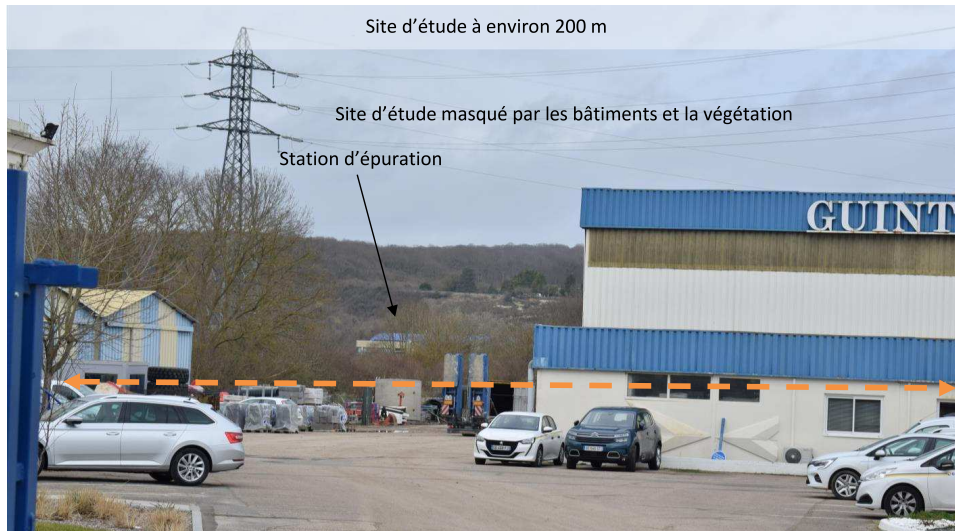 Site d'étude à environ 200 m
Site d'étude masqué par les bâtiments et la végétation
Station d'épuration
GUINT